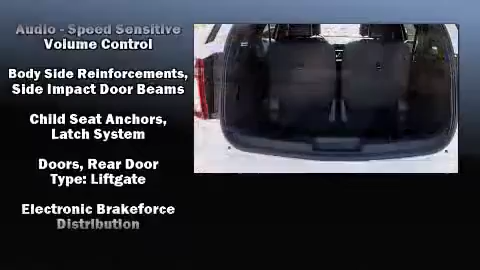 Audio - Speed Sensitive
Volume Control
Body Side Reinforcements,
Side Impact Door Beams
Child Seat Anchors,
Latch System
Doors, Rear Door
Type: Liftgate
Electronic Brakeforce
Distribution